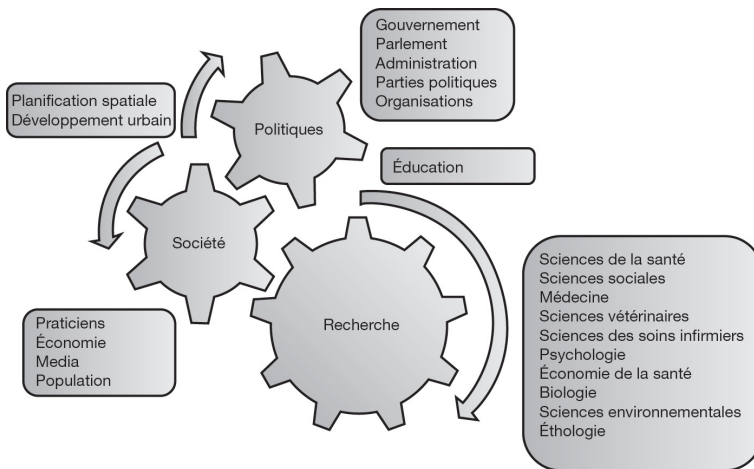 Gouvernement
Parlement
Administration
Parties politiques
Organisations
Planification spatiale
Développement urbain
Politiques
Éducation
Société
Sciences de la santé
Sciences sociales
Médecine
Sciences vétérinaires
Sciences des soins infirmiers
Psychologie
Économie de la santé
Biologie
Sciences environnementales
Éthologie
Praticiens
Économie
Media
Population
Recherche